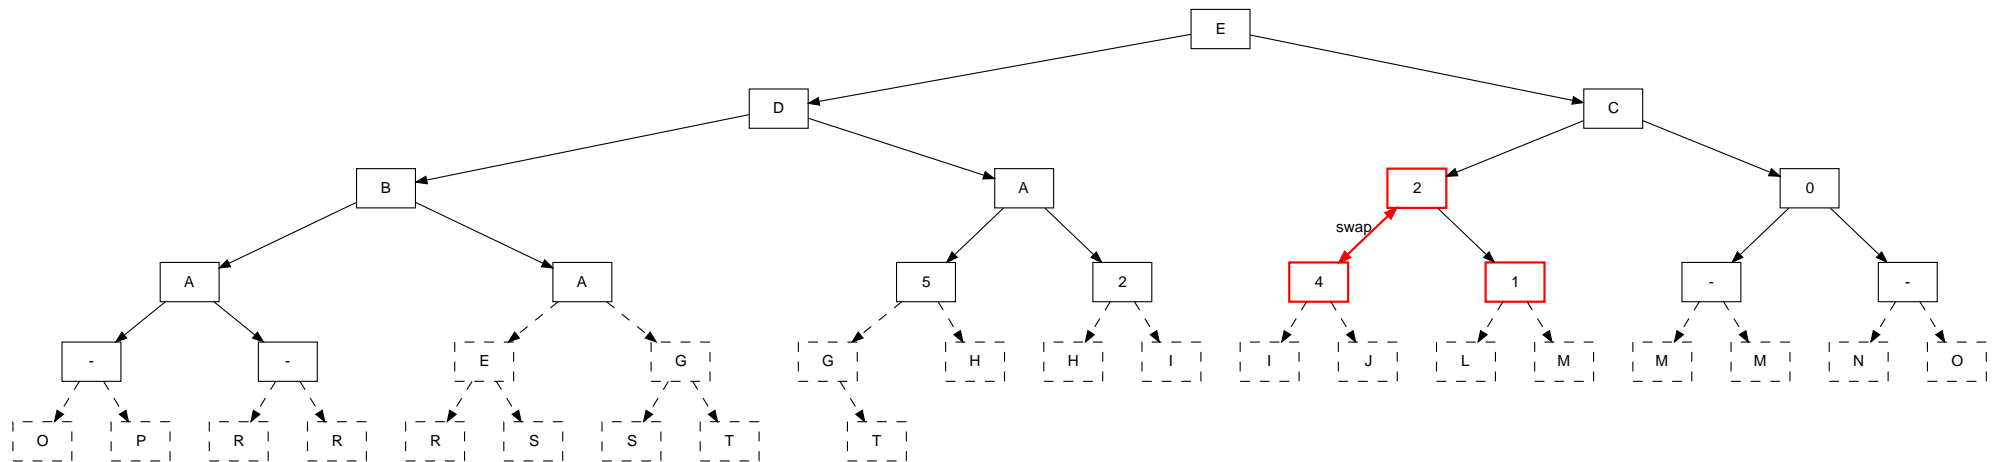 E
D C
B A 2 0
swap
A A 5 2 4 1 - -
- - E G G H H I I J L M M M N O
O P R R R S S T T